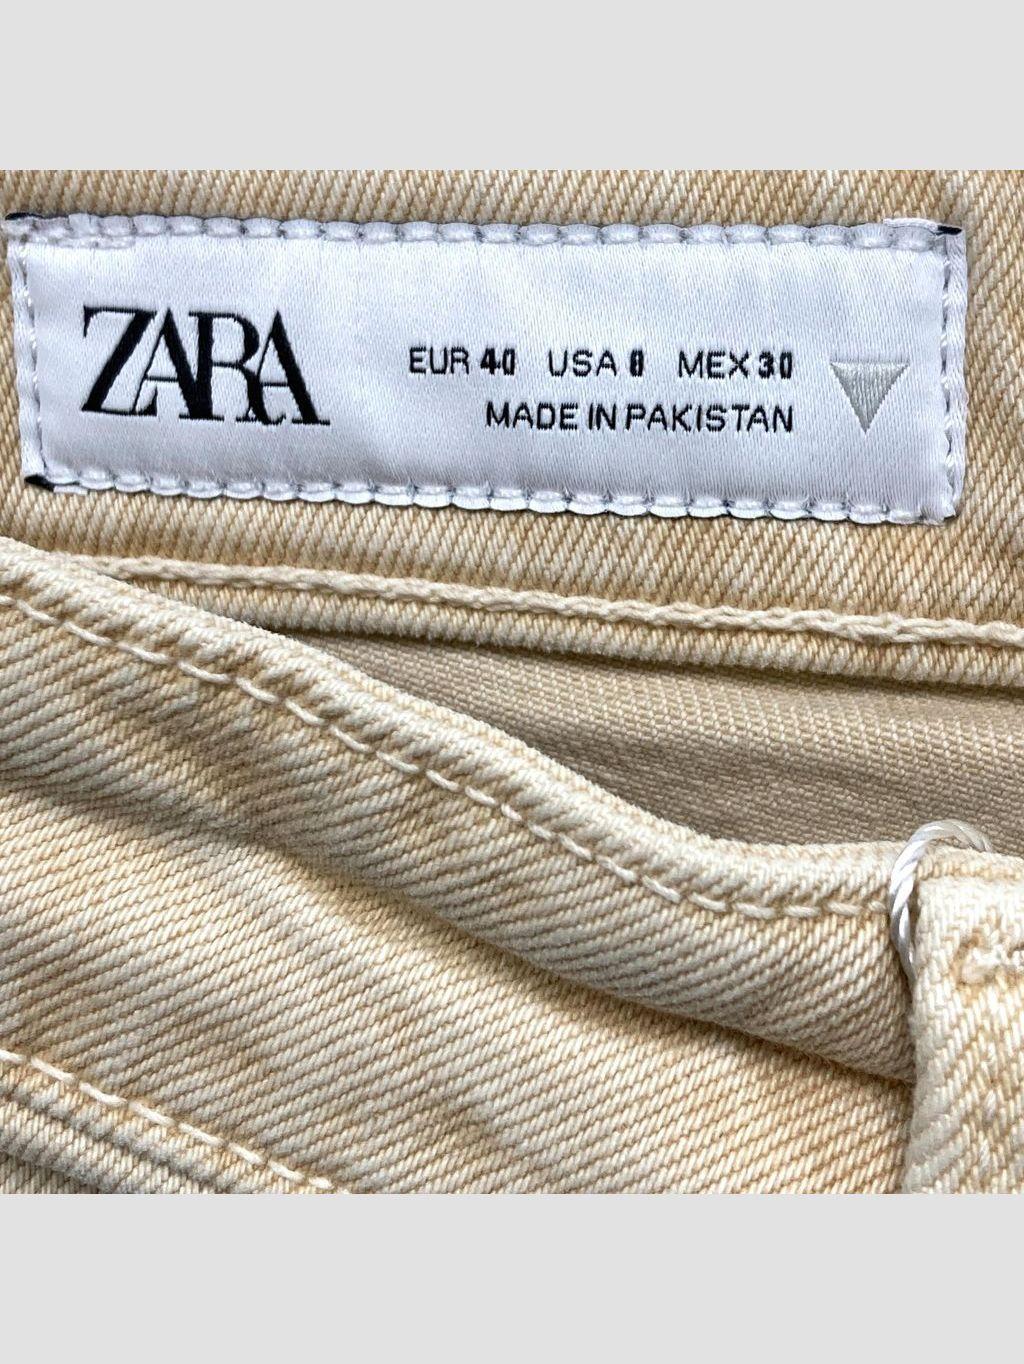 ZARA
EUR 40 USA 8 MEX 30
MADE IN PAKISTAN